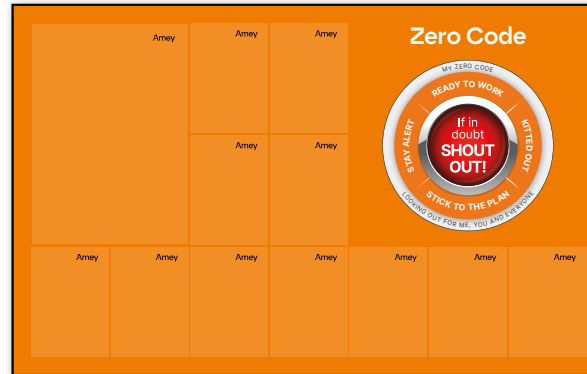 Amey
Amey
Amey
Zero Code
MY ZERO CODE
READY TO WORK
STAY ALERT
KITTED OUT
If in
doubt
SHOUT
OUT!
STICK TO THE PLAN
LOOKING OUT FOR ME, YOU AND EVERYONE
Amey
Amey
Amey
Amey
Amey
Amey
Amey
Amey
Amey